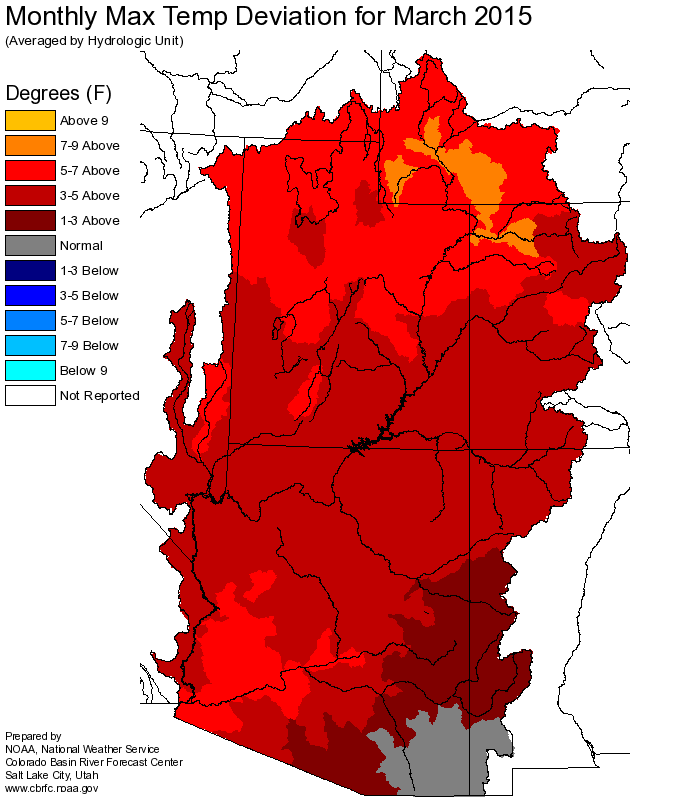 Monthly Max Temp Deviation for March 2015
(Averaged by Hydrologic Unit)
Degrees (F)
Above 9
7-9 Above
5-7 Above
3-5 Above
1-3 Above
Normal
1-3 Below
3-5 Below
5-7 Below
7-9 Below
Below 9
Not Reported
Prepared by
NOAA, National Weather Service
Colorado Basin River Forecast Center
Salt Lake City, Utah
www.cbrfc.noaa.gov